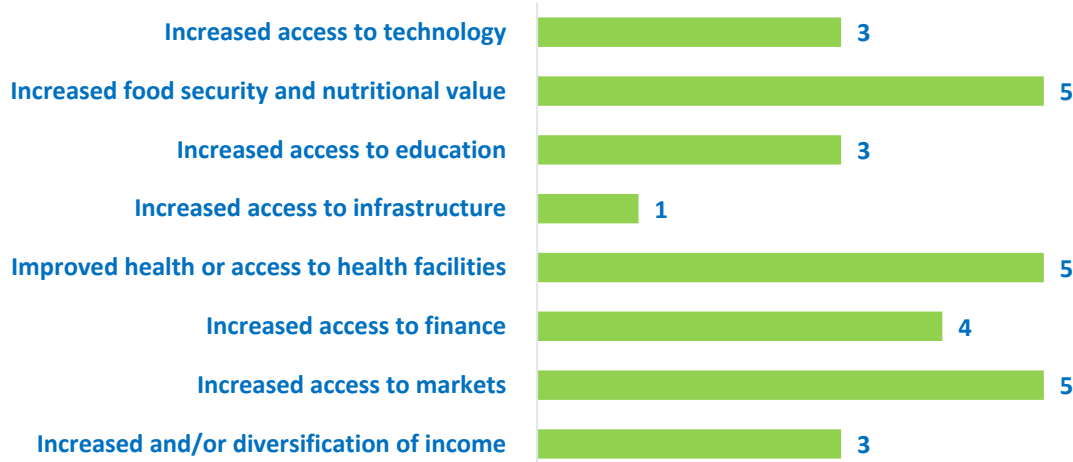 Increased access to technology 3
Increased food security and nutritional value 5
Increased access to education 3
Increased access to infrastructure 1
Improved health or access to health facilities 5
Increased access to finance 4
Increased access to markets 5
Increased and/or diversification of income 3